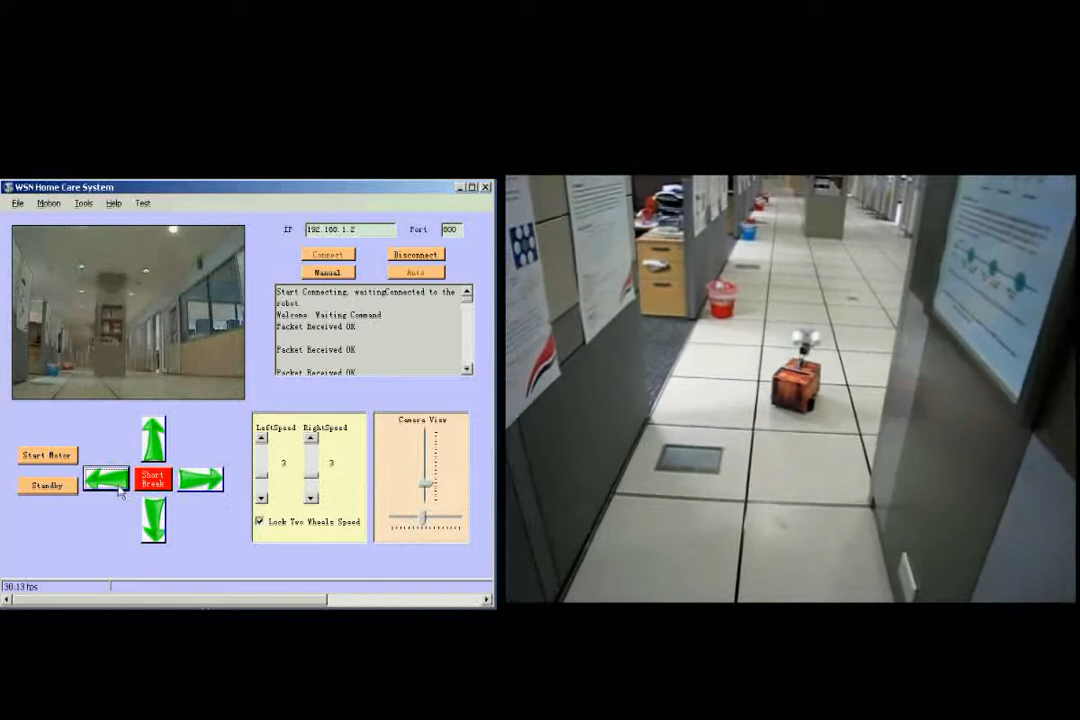 WSN Home Care System
File Motion Tools Help Test
IP 192.168.1.2 Port 000
Connect Disconnect
Manual Auto
Start Connecting, waitingConnected to the
robot.
Welcome Waiting Command
Packet Received OK
Packet Received OK
Packet Received OK
Camera View
LeftSpeed RightSpeed
3 3
Start Motor
Short
Break
Standby
Lock Two Wheels Speed
30.13 fps